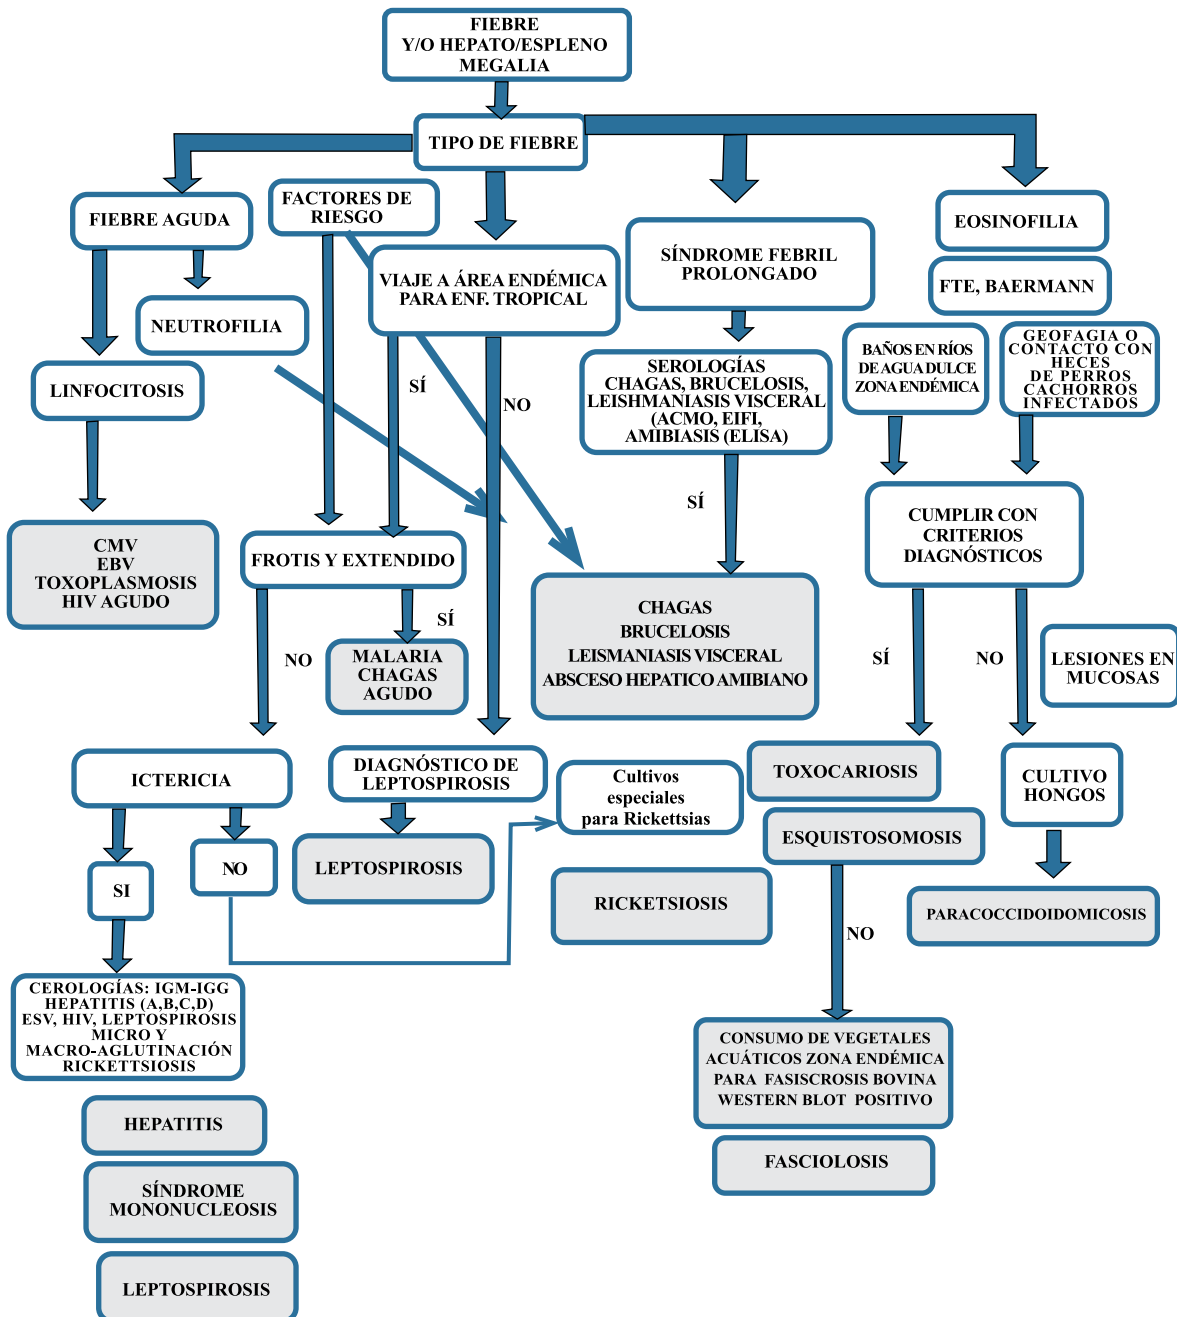 FIEBRE
Y/O HEPATO/ESPLENO
MEGALIA
TIPO DE FIEBRE
FIEBRE AGUDA
FACTORES DE
RIESGO
VIAJE A ÁREA ENDÉMICA
PARA ENF. TROPICAL
SÍNDROME FEBRIL
PROLONGADO
EOSINOFILIA
FTE, BAERMANN
NEUTROFILIA
LINFOCITOSIS
SÍ
NO
SEROLOGÍAS
CHAGAS, BRUCELOSIS,
LEISHMANIASIS VISCERAL
(ACMO, EIFI,
AMIBIASIS (ELISA)
BAÑOS EN RÍOS
DE AGUA DULCE
ZONA ENDÉMICA
GEOFAGIA O
CONTACTO CON
HECES
DE PERROS
CACHORROS
INFECTADOS
SÍ
CUMPLIR CON
CRITERIOS
DIAGNÓSTICOS
CMV
EBV
TOXOPLASMOSIS
HIV AGUDO
FROTIS Y EXTENDIDO
NO
SÍ
MALARIA
CHAGAS
AGUDO
CHAGAS
BRUCELOSIS
LEISMANIASIS VISCERAL
ABSCESO HEPATICO AMIBIANO
SÍ
NO
LESIONES EN
MUCOSAS
ICTERICIA
DIAGNÓSTICO DE
LEPTOSPIROSIS
Cultivos
especiales
para Rickettsias
TOXOCARIOSIS
CULTIVO
HONGOS
SI
NO
LEPTOSPIROSIS
ESQUISTOSOMOSIS
RICKETSIOSIS
NO
PARACOCCIDOIDOMICOSIS
CEROLOGÍAS: IGM-IGG
HEPATITIS (A,B,C,D)
ESV, HIV, LEPTOSPIROSIS
MICRO Y
MACRO-AGLUTINACIÓN
RICKETTSIOSIS
CONSUMO DE VEGETALES
ACUÁTICOS ZONA ENDÉMICA
PARA FASISCROSIS BOVINA
WESTERN BLOT POSITIVO
HEPATITIS
FASCIOLOSIS
SÍNDROME
MONONUCLEOSIS
LEPTOSPIROSIS